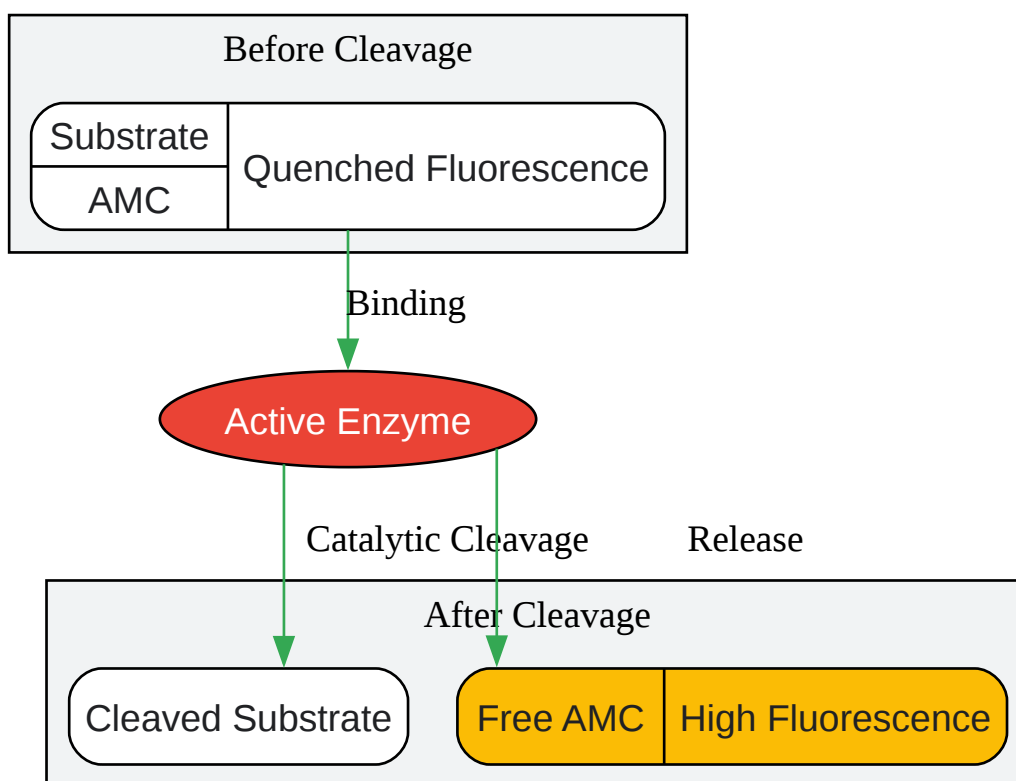 Before Cleavage
Substrate
AMC
Quenched Fluorescence
Binding
Active Enzyme
Catalytic Cleavage
Release
After Cleavage
Cleaved Substrate
Free AMC
High Fluorescence